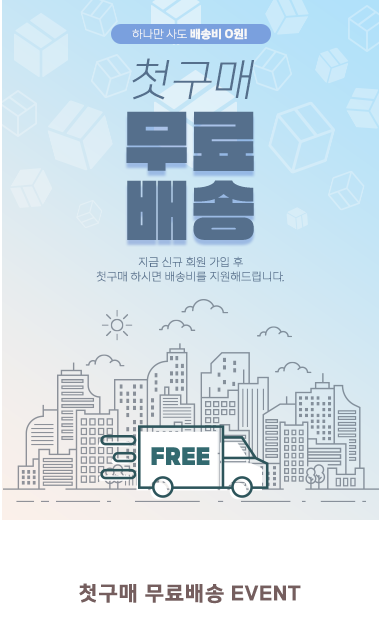 하나만 사도 배송비 0원!
첫구매
무료
배송
지금 신규 회원 가입 후
첫구매 하시면 배송비를 지원해드립니다.
FREE
첫구매 무료배송 EVENT